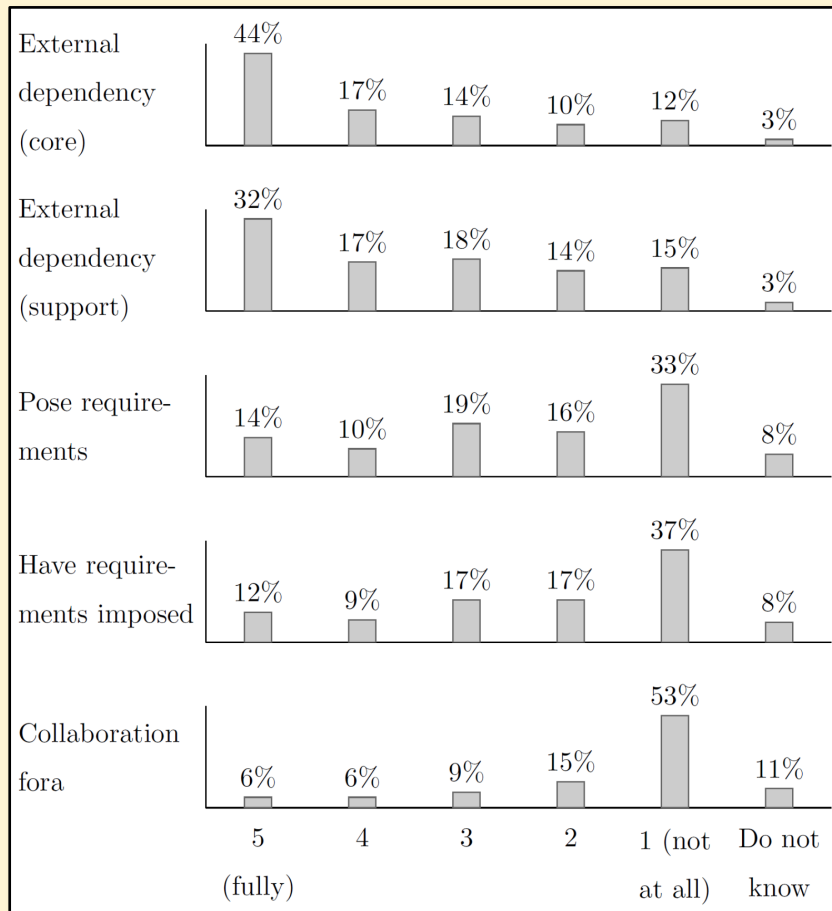 External
dependency
(core)
44%
17%
14%
10%
12%
3%
External
dependency
(support)
32%
17%
18%
14%
15%
3%
Pose require-
ments
14%
10%
19%
16%
33%
8%
Have require-
ments imposed
12%
9%
17%
17%
37%
8%
Collaboration
fora
6%
6%
9%
15%
53%
11%
5
(fully)
4
3
2
1 (not
at all)
Do not
know